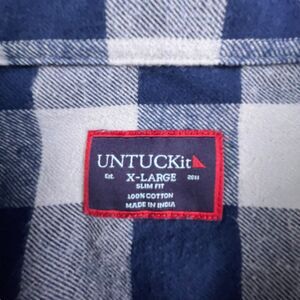 UNTUCKit
Est. X-LARGE 2011
SLIM FIT
100% COTTON
MADE IN INDIA